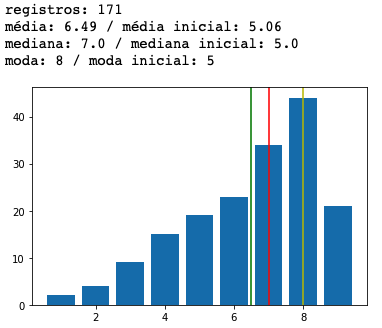 registros: 171
média: 6.49 / média inicial: 5.06
mediana: 7.0 / mediana inicial: 5.0
moda: 8 / moda inicial: 5
40
30
20
10
0
2 4 6 8